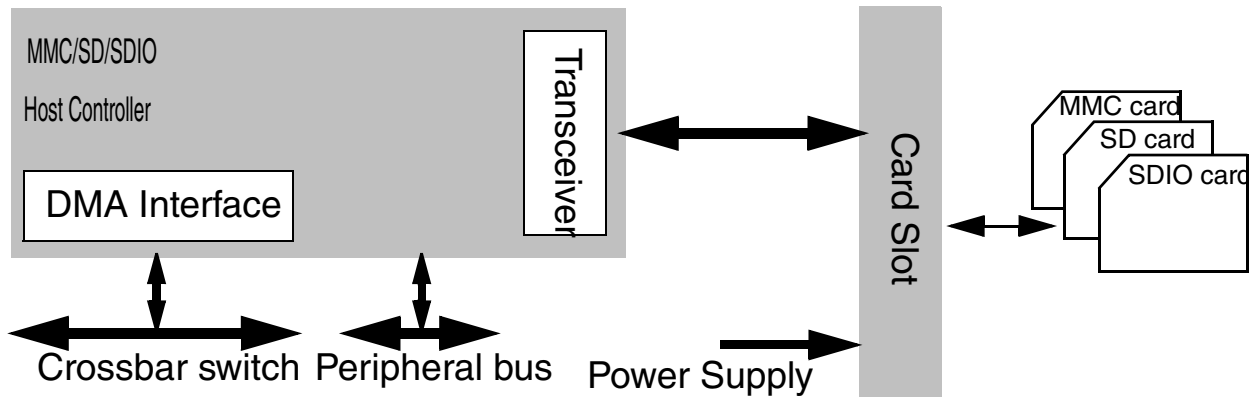 MMC/SD/SDIO
Host Controller
Transceiver
DMA Interface
Card Slot
MMC card
SD card
SDIO card
Crossbar switch
Peripheral bus
Power Supply